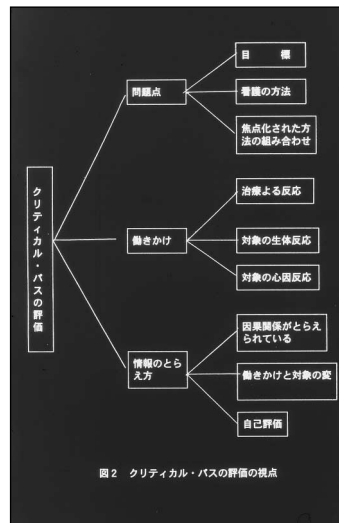 目　　標
問題点
看護の方法
焦点化された方
法の組み合わせ
クリティカル・パスの評価
治療よる反応
働きかけ
対象の生体反応
対象の心因反応
因果関係がとらえ
られている
情報のとら
え方
働きかけと対象の変
自己評価
図2　クリティカル・パスの評価の視点